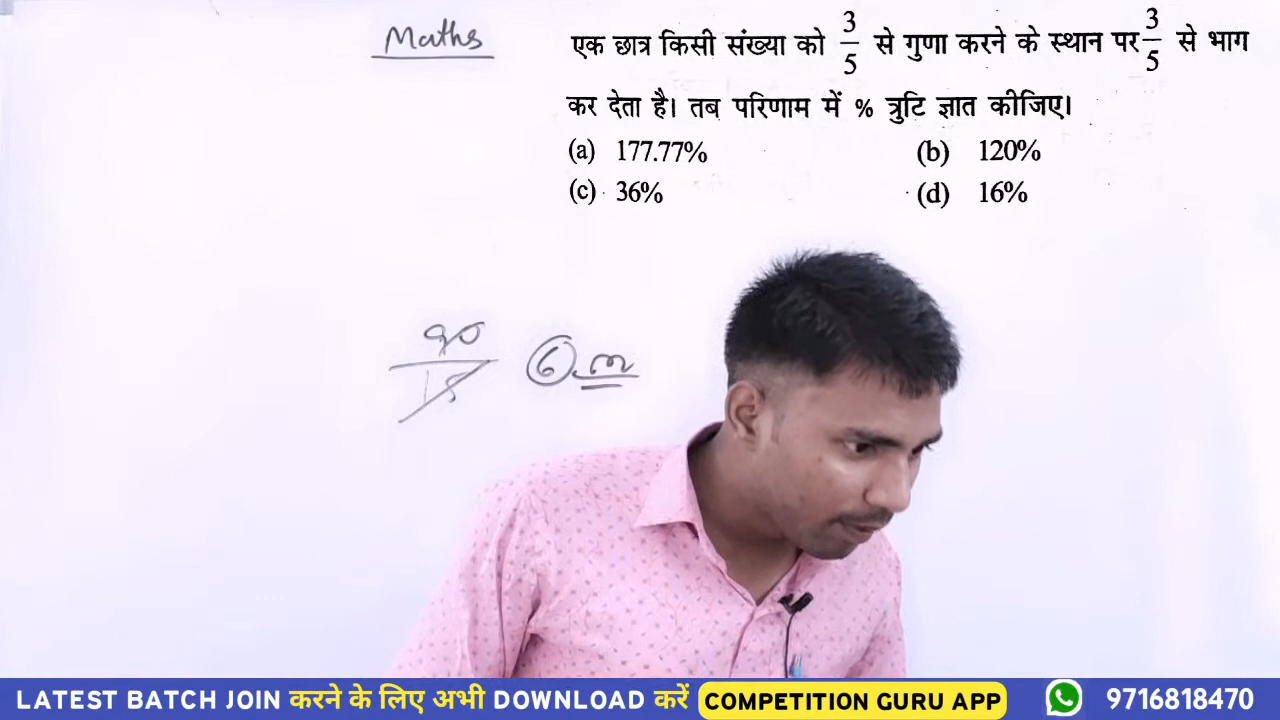 Maths
एक छात्र किसी संख्या को 3/5 से गुणा करने के स्थान पर 3/5 से भाग
कर देता है। तब परिणाम में % त्रुटि ज्ञात कीजिए।
(a) 177.77% (b) 120%
(c) 36% (d) 16%
LATEST BATCH JOIN करने के लिए अभी DOWNLOAD करें COMPETITION GURU APP 9716818470